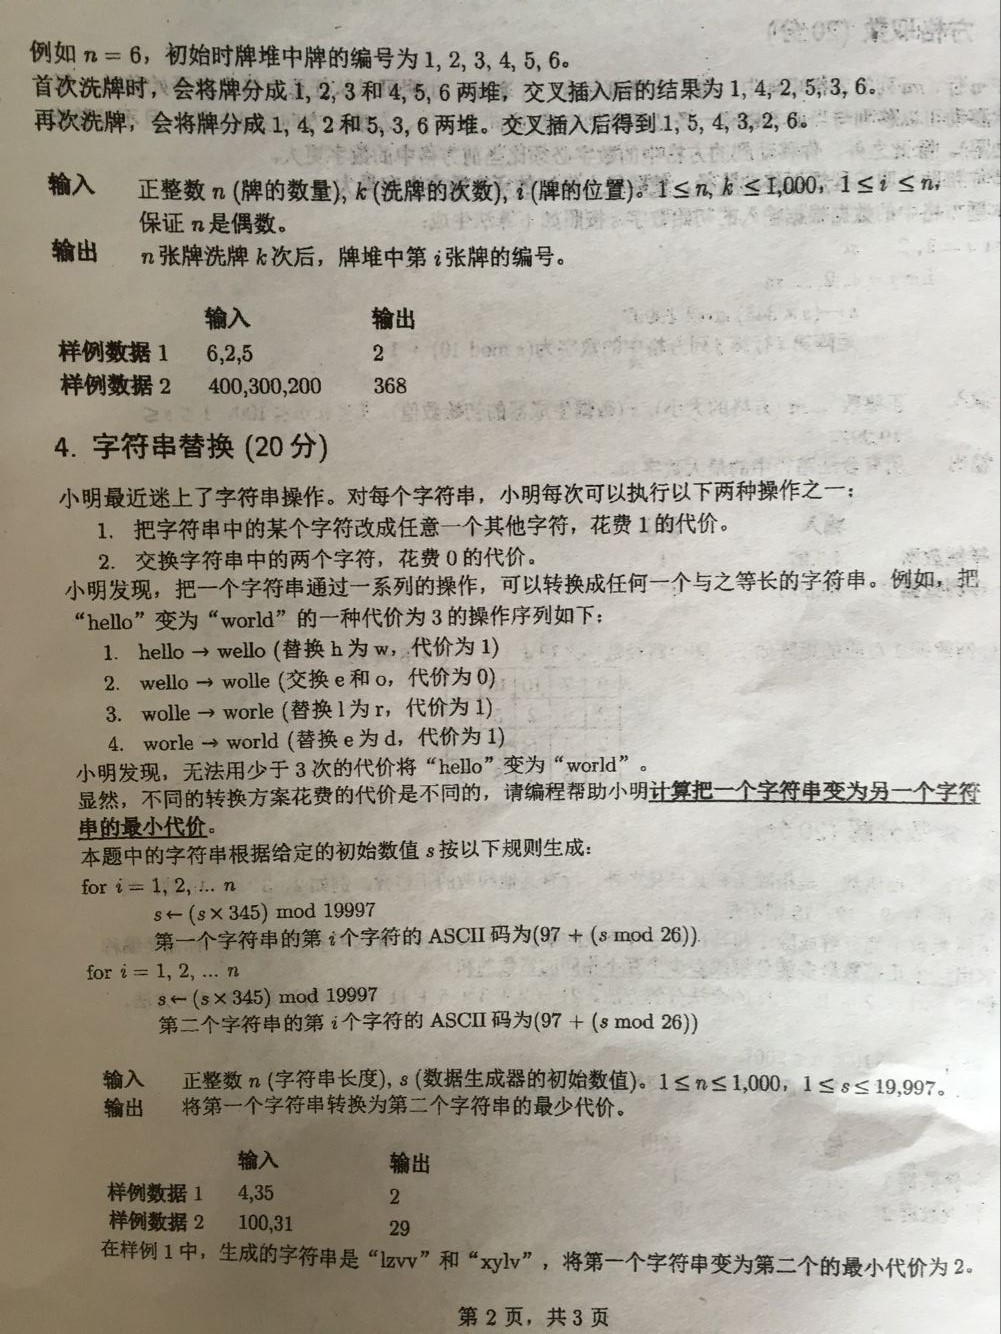 例如 n = 6，初始时牌堆中牌的编号为 1, 2, 3, 4, 5, 6。
首次洗牌时，会将牌分成 1, 2, 3 和 4, 5, 6 两堆，交叉插入后的结果为 1, 4, 2, 5, 3, 6。
再次洗牌，会将牌分成 1, 4, 2 和 5, 3, 6 两堆。交叉插入后得到 1, 5, 4, 3, 2, 6。
输入 正整数 n (牌的数量), k (洗牌的次数), i (牌的位置)。1 ≤ n, k ≤ 1,000，1 ≤ i ≤ n，
保证 n 是偶数。
输出 n 张牌洗牌 k 次后，牌堆中第 i 张牌的编号。
输入 输出
样例数据 1 6,2,5 2
样例数据 2 400,300,200 368
4. 字符串替换 (20 分)
小明最近迷上了字符串操作。对每个字符串，小明每次可以执行以下两种操作之一：
1. 把字符串中的某个字符改成任意一个其他字符，花费 1 的代价。
2. 交换字符串中的两个字符，花费 0 的代价。
小明发现，把一个字符串通过一系列的操作，可以转换成任何一个与之等长的字符串。例如，把
“hello” 变为 “world” 的一种代价为 3 的操作序列如下：
1. hello → wello (替换 h 为 w，代价为 1)
2. wello → wolle (交换 e 和 o，代价为 0)
3. wolle → worle (替换 l 为 r，代价为 1)
4. worle → world (替换 e 为 d，代价为 1)
小明发现，无法用少于 3 次的代价将 “hello” 变为 “world” 。
显然，不同的转换方案花费的代价是不同的，请编程帮助小明计算把一个字符串变为另一个字符
串的最小代价。
本题中的字符串根据给定的初始数值 s 按以下规则生成：
for i = 1, 2, ... n
s ← (s × 345) mod 19997
第一个字符串的第 i 个字符的 ASCII 码为(97 + (s mod 26))
for i = 1, 2, ... n
s ← (s × 345) mod 19997
第二个字符串的第 i 个字符的 ASCII 码为(97 + (s mod 26))
输入 正整数 n (字符串长度), s (数据生成器的初始数值)。1 ≤ n ≤ 1,000，1 ≤ s ≤ 19,997。
输出 将第一个字符串转换为第二个字符串的最少代价。
输入 输出
样例数据 1 4,35 2
样例数据 2 100,31 29
在样例 1 中，生成的字符串是 “lzvv” 和 “xylv” ，将第一个字符串变为第二个的最小代价为 2。
第 2 页，共 3 页